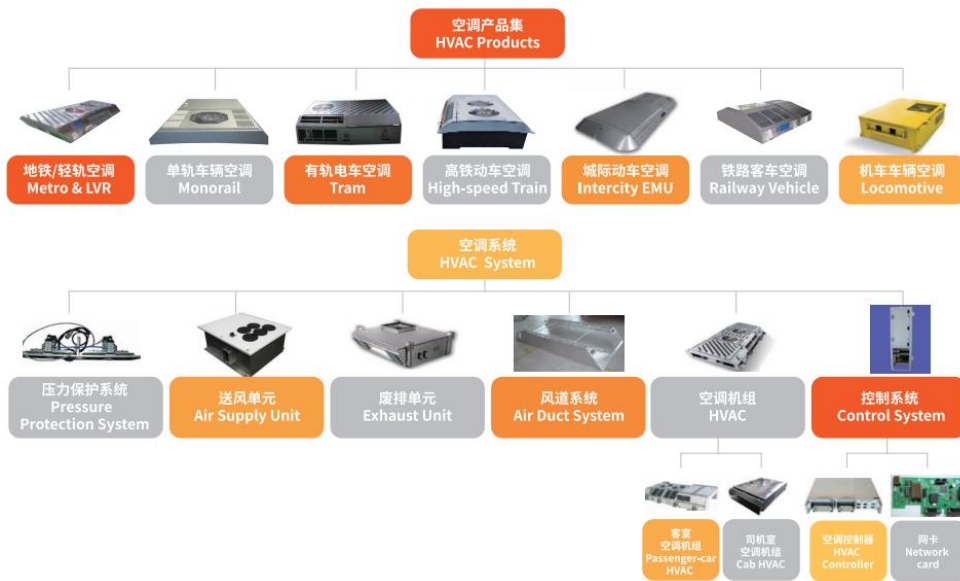 空调产品集
HVAC Products
地铁/轻轨空调
Metro & LVR
单轨车辆空调
Monorail
有轨电车空调
Tram
高铁动车空调
High-speed Train
城际动车空调
Intercity EMU
铁路客车空调
Railway Vehicle
机车车辆空调
Locomotive
空调系统
HVAC System
压力保护系统
Pressure
Protection System
送风单元
Air Supply Unit
废排单元
Exhaust Unit
风道系统
Air Duct System
空调机组
HVAC
控制系统
Control System
客室
空调机组
Passenger-car
HVAC
司机室
空调机组
Cab HVAC
空调控制器
HVAC
Controller
网卡
Network
card